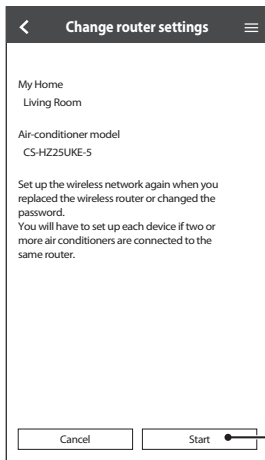 Change router settings
My Home
Living Room
Air-conditioner model
CS-HZ25UKE-5
Set up the wireless network again when you
replaced the wireless router or changed the
password.
You will have to set up each device if two or
more air conditioners are connected to the
same router.
Cancel Start